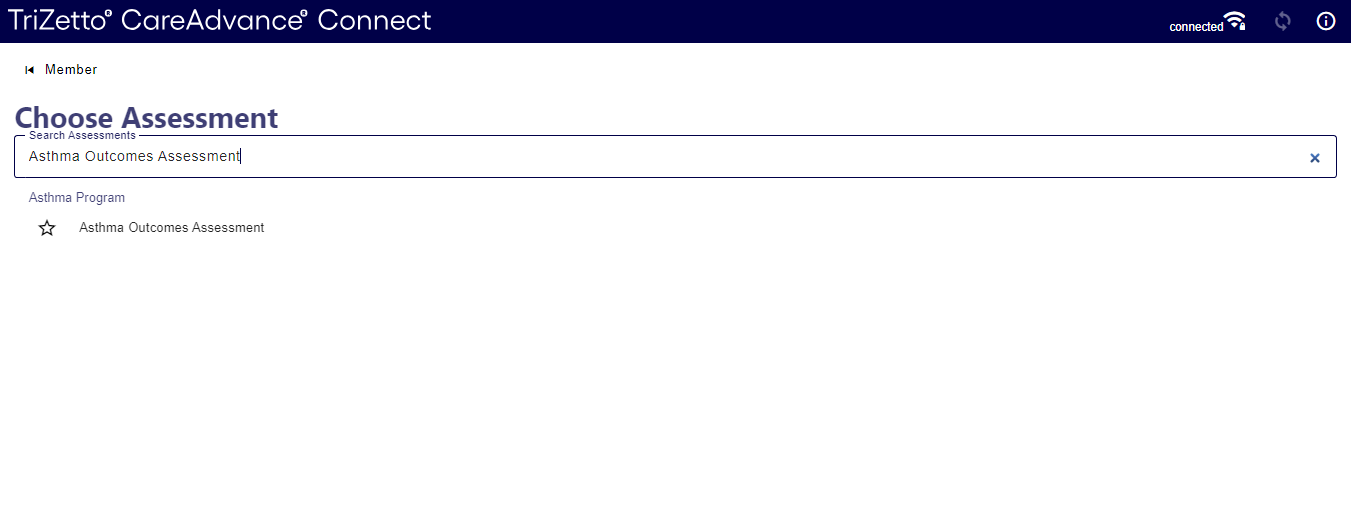 TriZetto® CareAdvance® Connect
connected
Member
Choose Assessment
Search Assessments
Asthma Outcomes Assessment
Asthma Program
Asthma Outcomes Assessment